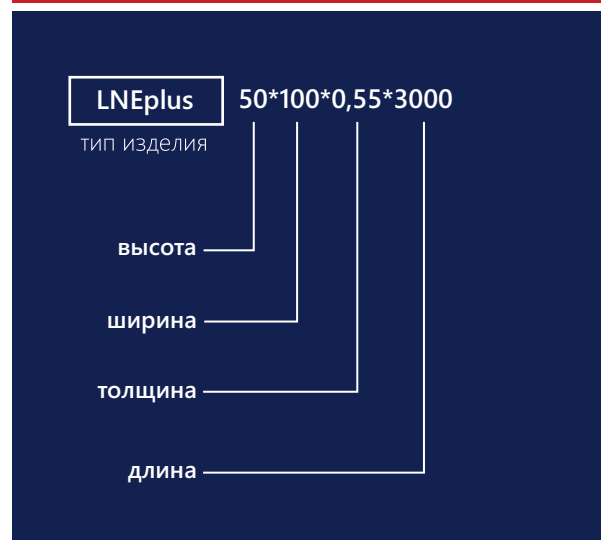 LNEplus 50*100*0,55*3000
тип изделия
высота
ширина
толщина
длина